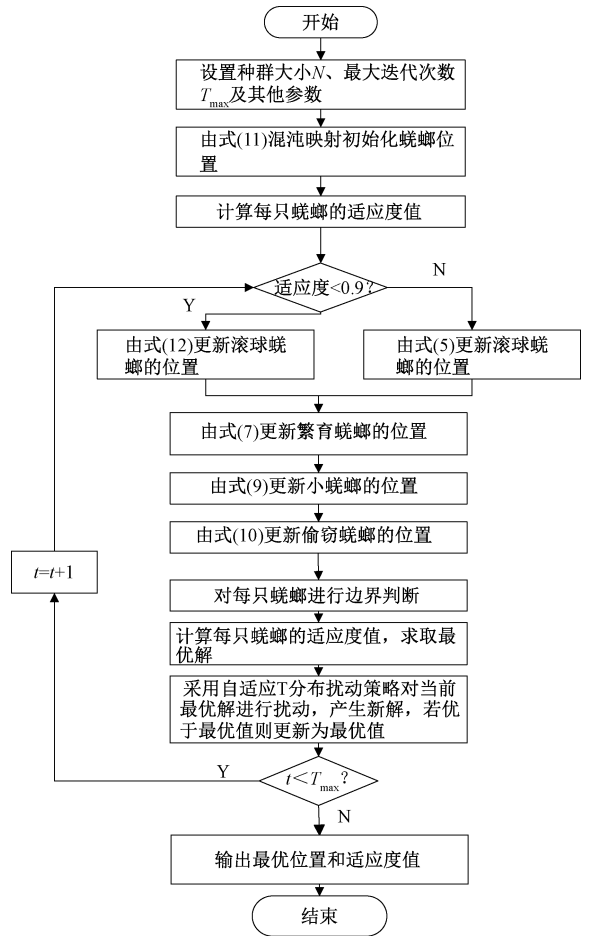 开始
设置种群大小N、最大迭代次数
Tmax及其他参数
由式(11)混沌映射初始化蜣螂位
置
计算每只蜣螂的适应度值
适应度<0.9?
N
Y
由式(12)更新滚球蜣
螂的位置
由式(5)更新滚球蜣
螂的位置
由式(7)更新繁育蜣螂的位置
由式(9)更新小蜣螂的位置
由式(10)更新偷窃蜣螂的位置
t=t+1
对每只蜣螂进行边界判断
计算每只蜣螂的适应度值，求取最
优解
采用自适应T分布扰动策略对当前
最优解进行扰动，产生新解，若优
于最优值则更新为最优值
Y
t＜Tmax?
N
输出最优位置和适应度值
结束